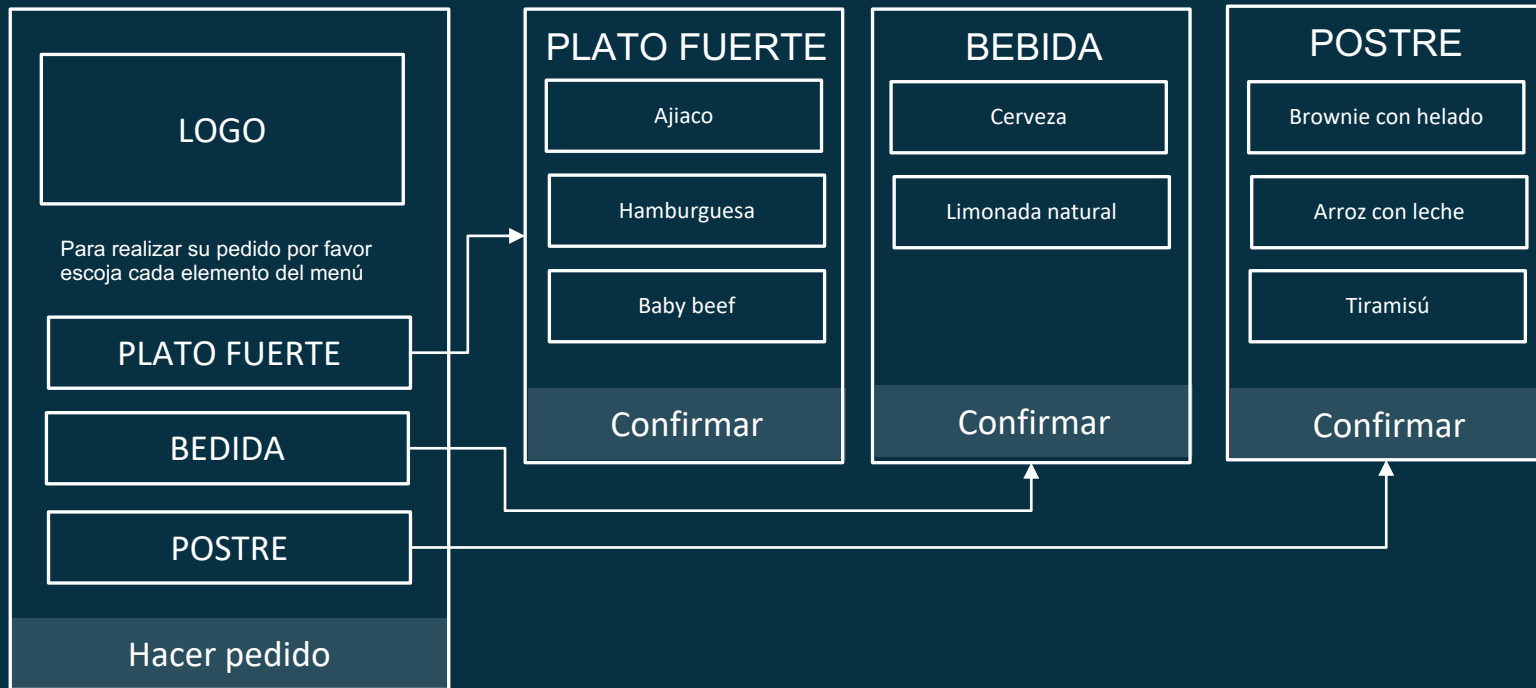 LOGO
Para realizar su pedido por favor
escoja cada elemento del menú
PLATO FUERTE
BEDIDA
POSTRE
Hacer pedido
PLATO FUERTE
Ajiaco
Hamburguesa
Baby beef
Confirmar
BEBIDA
Cerveza
Limonada natural
Confirmar
POSTRE
Brownie con helado
Arroz con leche
Tiramisú
Confirmar